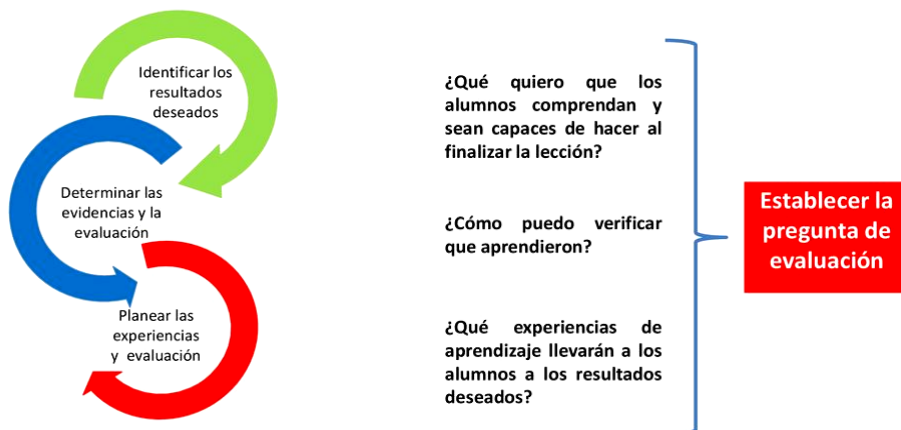 Identificar los
resultados
deseados
Determinar las
evidencias y la
evaluación
Planear las
experiencias
y evaluación
¿Qué quiero que los
alumnos comprendan y
sean capaces de hacer al
finalizar la lección?
¿Cómo puedo verificar
que aprendieron?
¿Qué experiencias de
aprendizaje llevarán a los
alumnos a los resultados
deseados?
Establecer la
pregunta de
evaluación